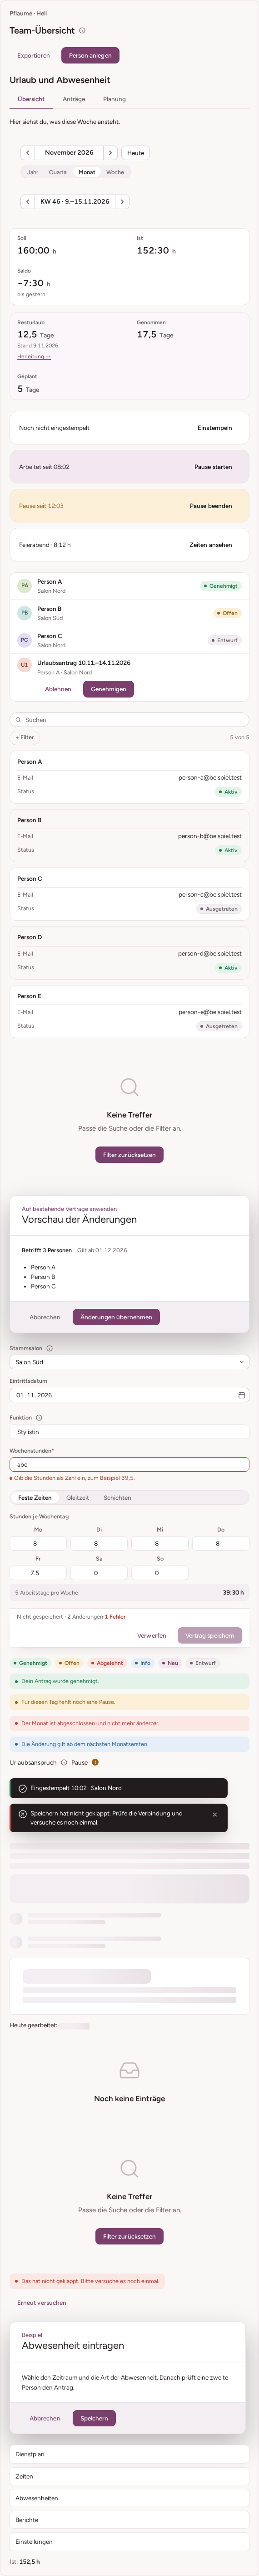 Pflaume · Hell
Team-Übersicht
Exportieren
Person anlegen
Urlaub und Abwesenheit
Übersicht Anträge Planung
Hier siehst du, was diese Woche ansteht.
November 2026
Heute
Jahr Quartal Monat Woche
KW 46 · 9.–15.11.2026
Soll Ist
160:00 h 152:30 h
Saldo
-7:30 h
bis gestern
Resturlaub Genommen
12,5 Tage 17,5 Tage
Stand 9.11.2026
Herleitung →
Geplant
5 Tage
Noch nicht eingestempelt Einstempeln
Arbeitet seit 08:02 Pause starten
Pause seit 12:03 Pause beenden
Feierabend · 8:12 h Zeiten ansehen
PA Person A Genehmigt
Salon Nord
PB Person B Offen
Salon Süd
PC Person C Entwurf
Salon Nord
U1 Urlaubsantrag 10.11.–14.11.2026
Person A · Salon Nord
Ablehnen Genehmigen
Suchen
+ Filter 5 von 5
Person A
E-Mail person-a@beispiel.test
Status Aktiv
Person B
E-Mail person-b@beispiel.test
Status Aktiv
Person C
E-Mail person-c@beispiel.test
Status Ausgetreten
Person D
E-Mail person-d@beispiel.test
Status Aktiv
Person E
E-Mail person-e@beispiel.test
Status Ausgetreten
Keine Treffer
Passe die Suche oder die Filter an.
Filter zurücksetzen
Auf bestehende Verträge anwenden
Vorschau der Änderungen
Betrifft 3 Personen Gilt ab 01.12.2026
• Person A
• Person B
• Person C
Abbrechen Änderungen übernehmen
Stammsalon
Salon Süd
Eintrittsdatum
01.11.2026
Funktion
Stylistin
Wochenstunden*
abc
Gib die Stunden als Zahl ein, zum Beispiel 39,5.
Feste Zeiten Gleitzeit Schichten
Stunden je Wochentag
Mo Di Mi Do
8 8 8 8
Fr Sa So
7.5 0 0
5 Arbeitstage pro Woche 39:30 h
Nicht gespeichert · 2 Änderungen 1 Fehler
Verwerfen Vertrag speichern
Genehmigt Offen Abgelehnt Info Neu Entwurf
Dein Antrag wurde genehmigt.
Für diesen Tag fehlt noch eine Pause.
Der Monat ist abgeschlossen und nicht mehr änderbar.
Die Änderung gilt ab dem nächsten Monatsersten.
Urlaubsanspruch Pause
Eingestempelt 10:02 · Salon Nord
Speichern hat nicht geklappt. Prüfe die Verbindung und
versuche es noch einmal.
Heute gearbeitet:
Noch keine Einträge
Keine Treffer
Passe die Suche oder die Filter an.
Filter zurücksetzen
Das hat nicht geklappt. Bitte versuche es noch einmal.
Erneut versuchen
Beispiel
Abwesenheit eintragen
Wähle den Zeitraum und die Art der Abwesenheit. Danach prüft eine zweite
Person den Antrag.
Abbrechen Speichern
Dienstplan
Zeiten
Abwesenheiten
Berichte
Einstellungen
Ist: 152,5 h